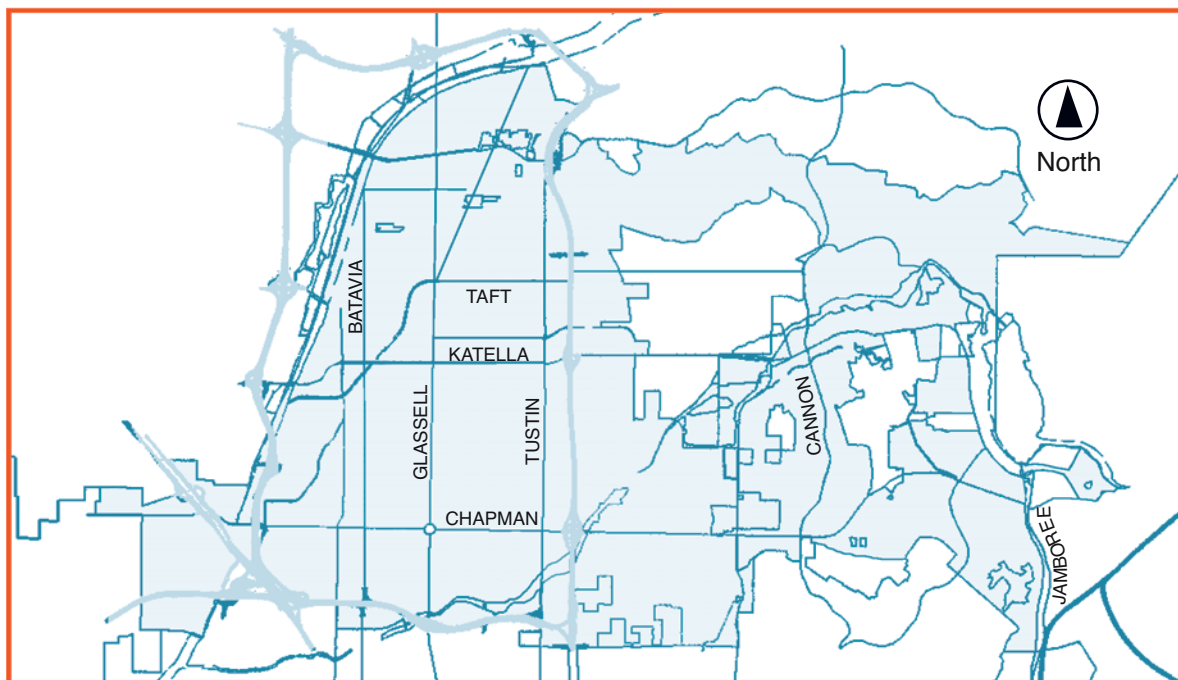 North
BATAVIA
TAFT
KATELLA
GLASSELL
TUSTIN
CANNON
CHAPMAN
JAMBOREE